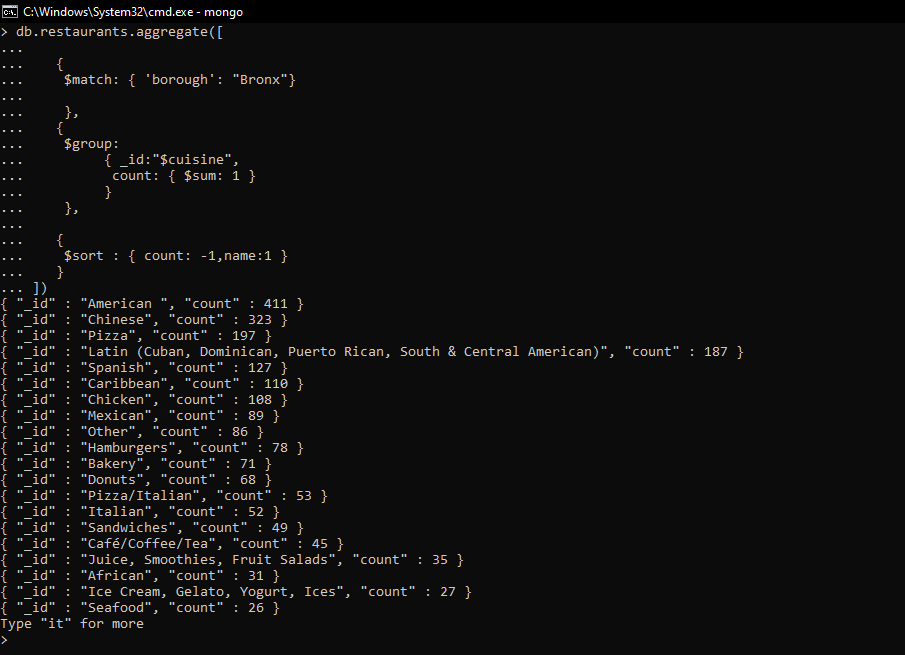 C:\Windows\System32\cmd.exe - mongo
> db.restaurants.aggregate([
...
...    {
...     $match: { 'borough': "Bronx"}
...
...     },
...    {
...     $group:
...          { _id:"$cuisine",
...           count: { $sum: 1 }
...          }
...     },
...
...    {
...     $sort : { count: -1,name:1 }
...    }
... ])
{ "_id" : "American ", "count" : 411 }
{ "_id" : "Chinese", "count" : 323 }
{ "_id" : "Pizza", "count" : 197 }
{ "_id" : "Latin (Cuban, Dominican, Puerto Rican, South & Central American)", "count" : 187 }
{ "_id" : "Spanish", "count" : 127 }
{ "_id" : "Caribbean", "count" : 110 }
{ "_id" : "Chicken", "count" : 108 }
{ "_id" : "Mexican", "count" : 89 }
{ "_id" : "Other", "count" : 86 }
{ "_id" : "Hamburgers", "count" : 78 }
{ "_id" : "Bakery", "count" : 71 }
{ "_id" : "Donuts", "count" : 68 }
{ "_id" : "Pizza/Italian", "count" : 53 }
{ "_id" : "Italian", "count" : 52 }
{ "_id" : "Sandwiches", "count" : 49 }
{ "_id" : "Café/Coffee/Tea", "count" : 45 }
{ "_id" : "Juice, Smoothies, Fruit Salads", "count" : 35 }
{ "_id" : "African", "count" : 31 }
{ "_id" : "Ice Cream, Gelato, Yogurt, Ices", "count" : 27 }
{ "_id" : "Seafood", "count" : 26 }
Type "it" for more
>